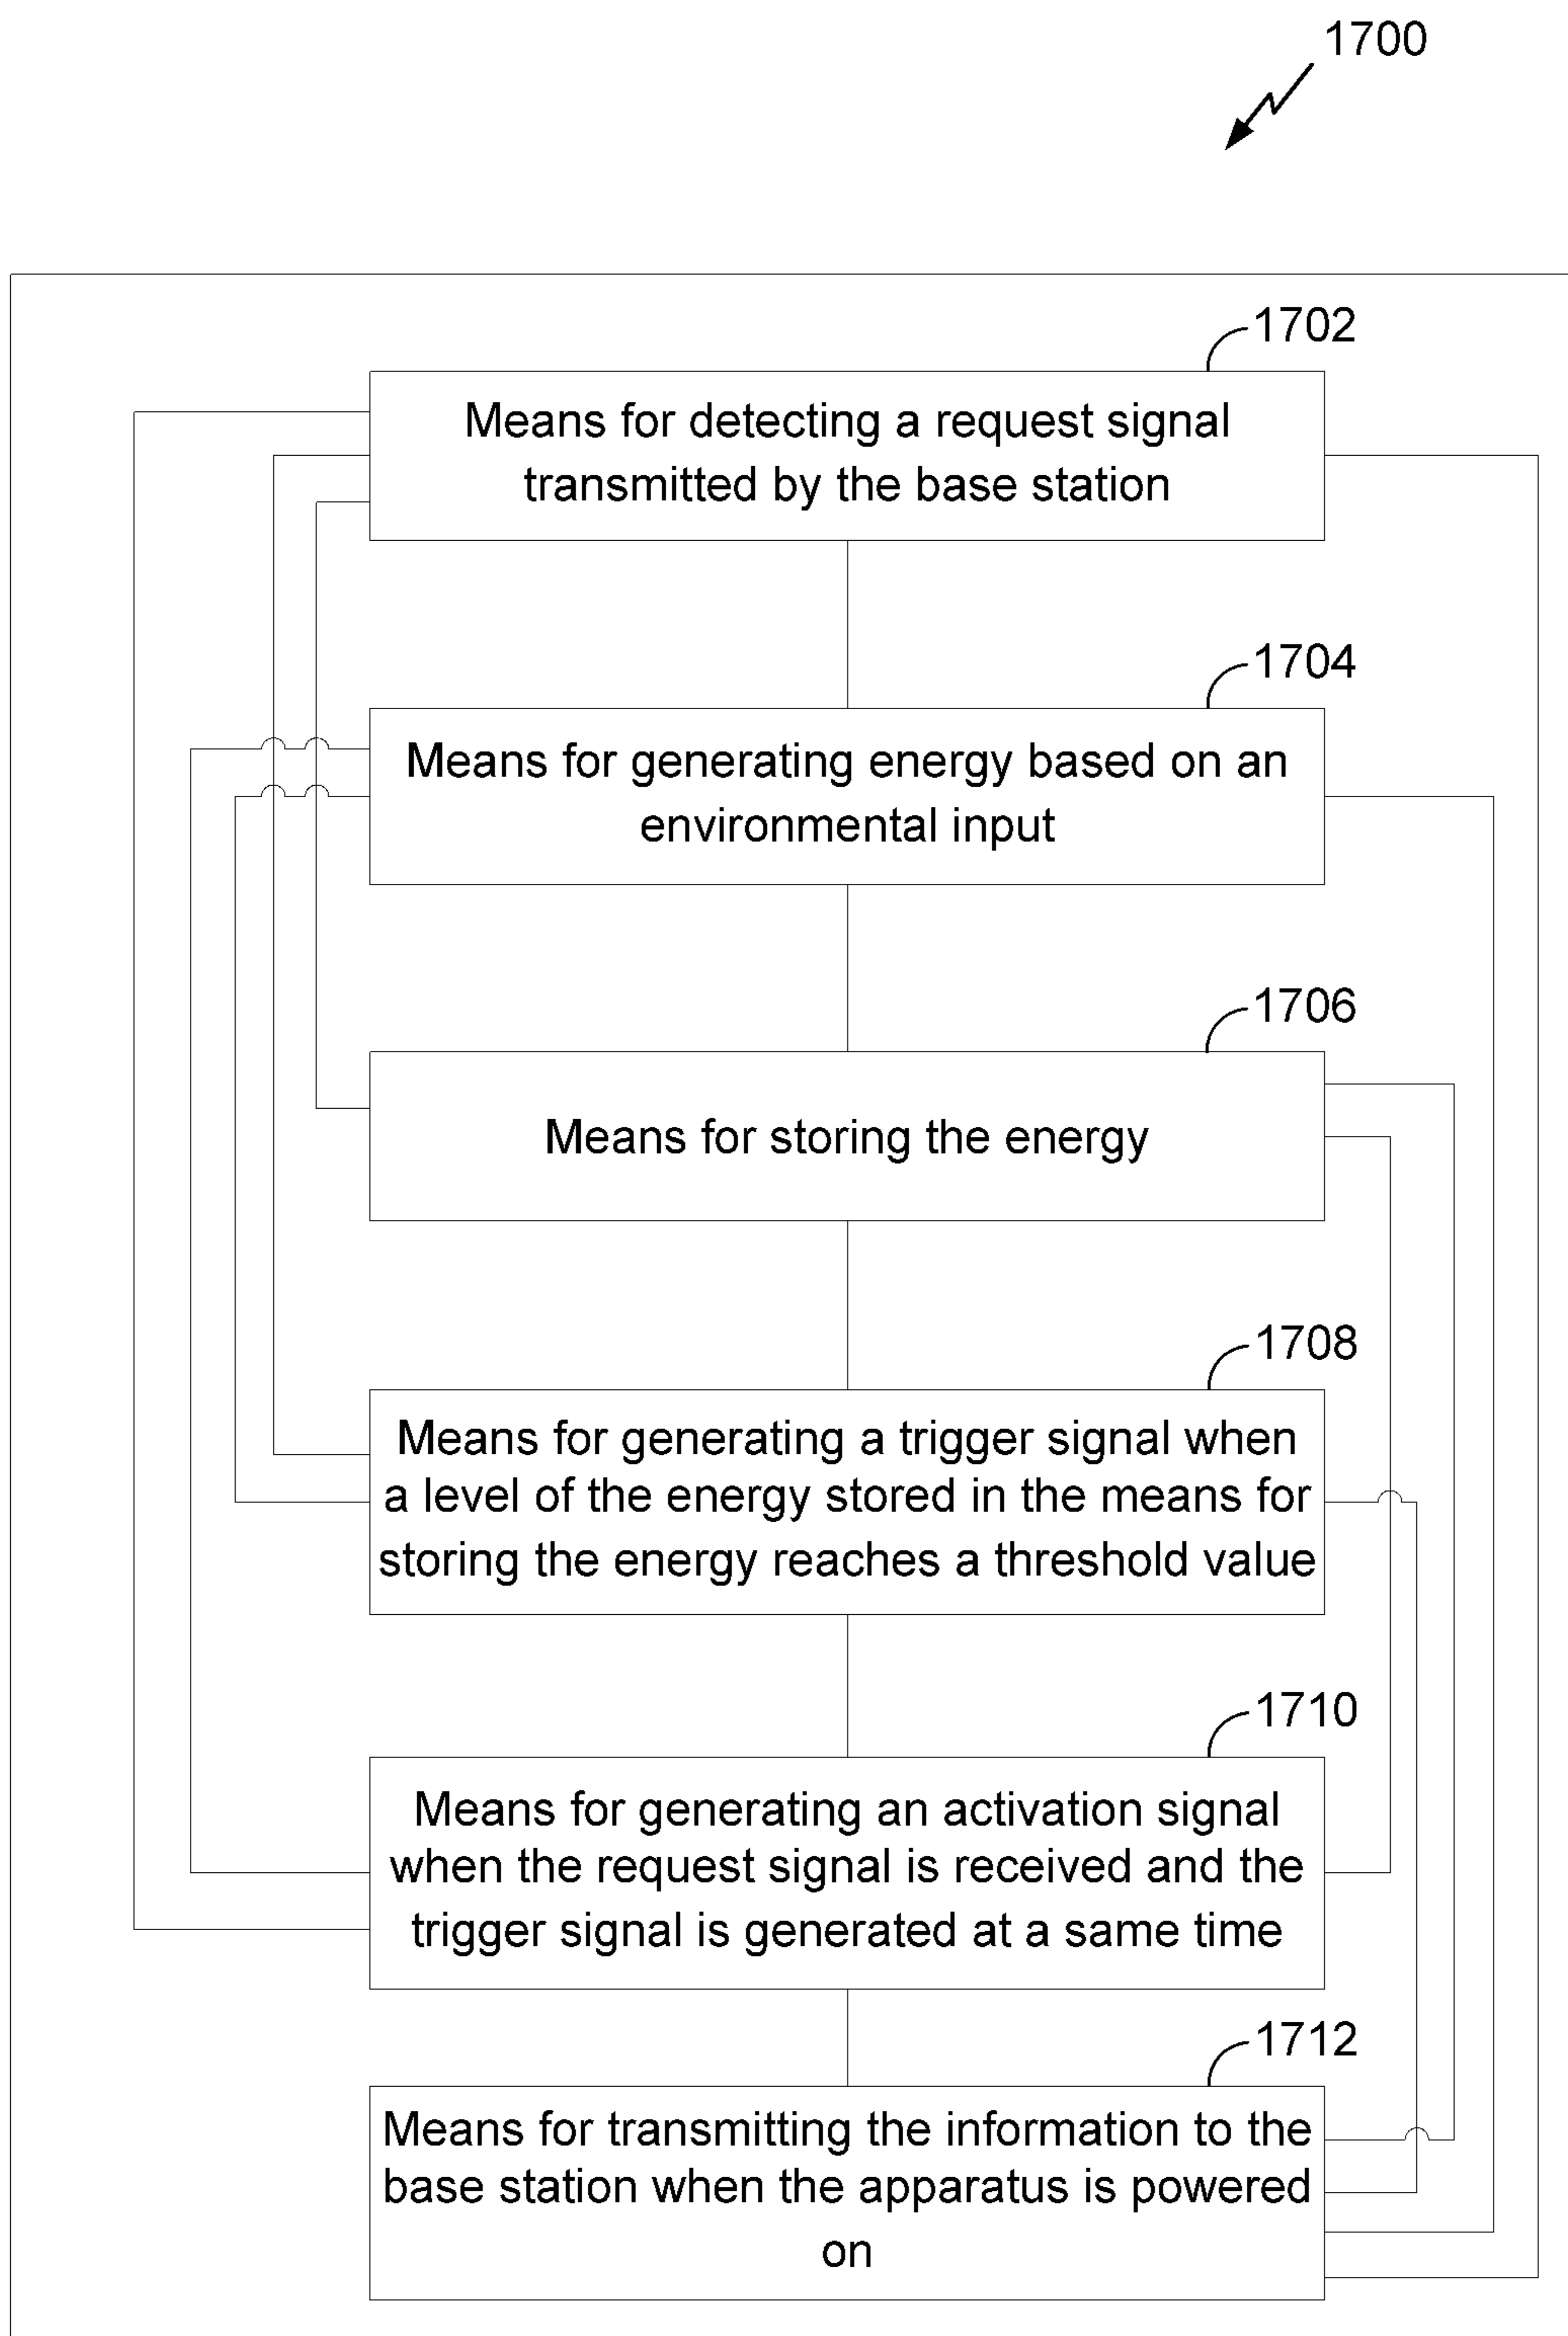 1700
1702
Means for detecting a request signal
transmitted by the base station
1704
Means for generating energy based on an
environmental input
1706
Means for storing the energy
1708
Means for generating a trigger signal when
a level of the energy stored in the means for
storing the energy reaches a threshold value
1710
Means for generating an activation signal
when the request signal is received and the
trigger signal is generated at a same time
1712
Means for transmitting the information to the
base station when the apparatus is powered
on